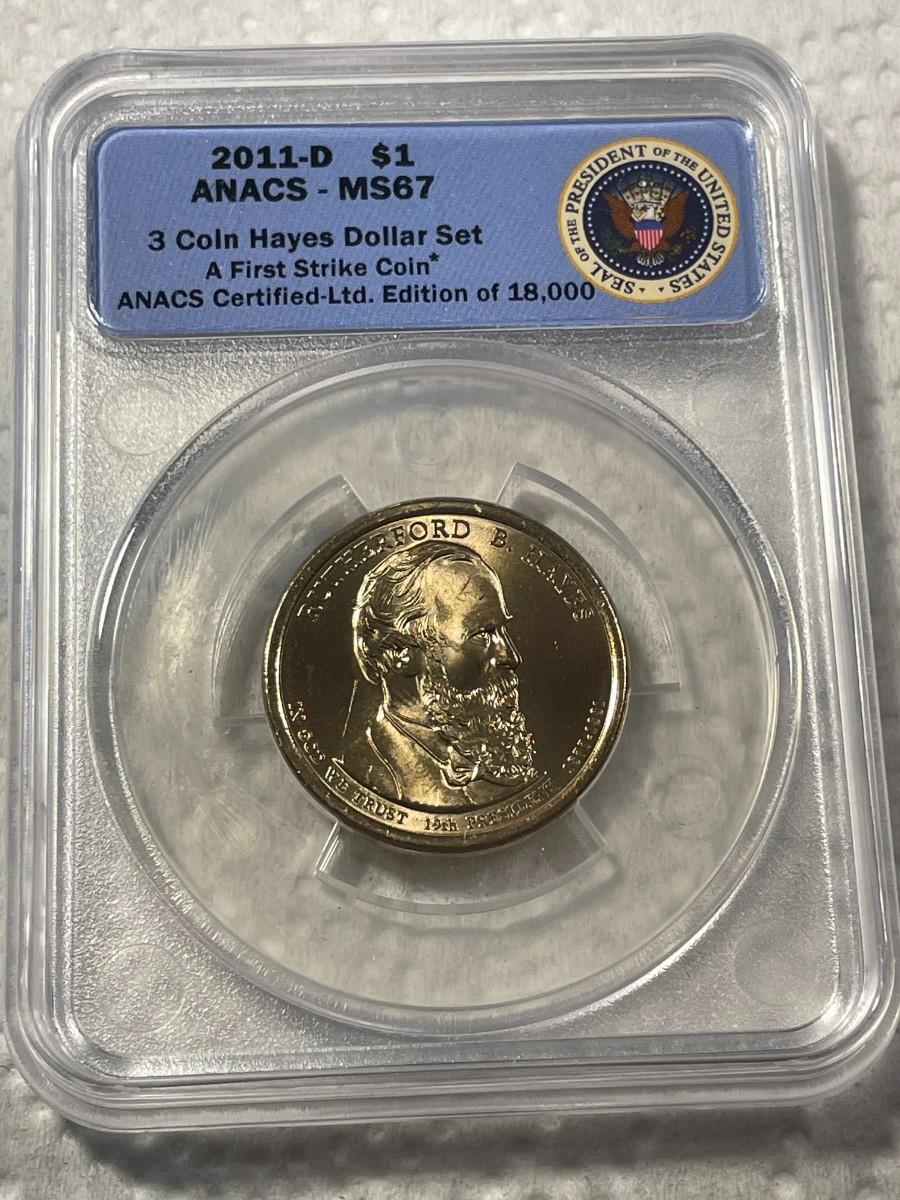 2011-D $1
ANACS - MS67
3 Coin Hayes Dollar Set
A First Strike Coin*
ANACS Certified-Ltd. Edition of 18,000
SEAL OF THE PRESIDENT OF THE UNITED STATES
RUTHERFORD B. HAYES
IN GOD WE TRUST 19th PRESIDENT